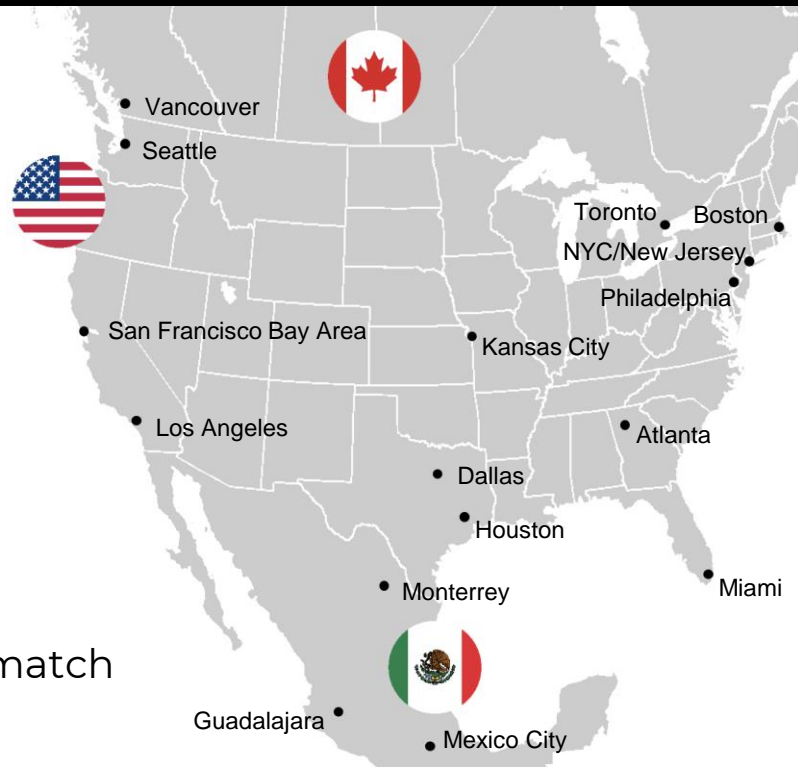 Vancouver
Seattle
Toronto
Boston
NYC/New Jersey
Philadelphia
San Francisco Bay Area
Kansas City
Los Angeles
Atlanta
Dallas
Houston
Monterrey
Miami
match
Guadalajara
Mexico City